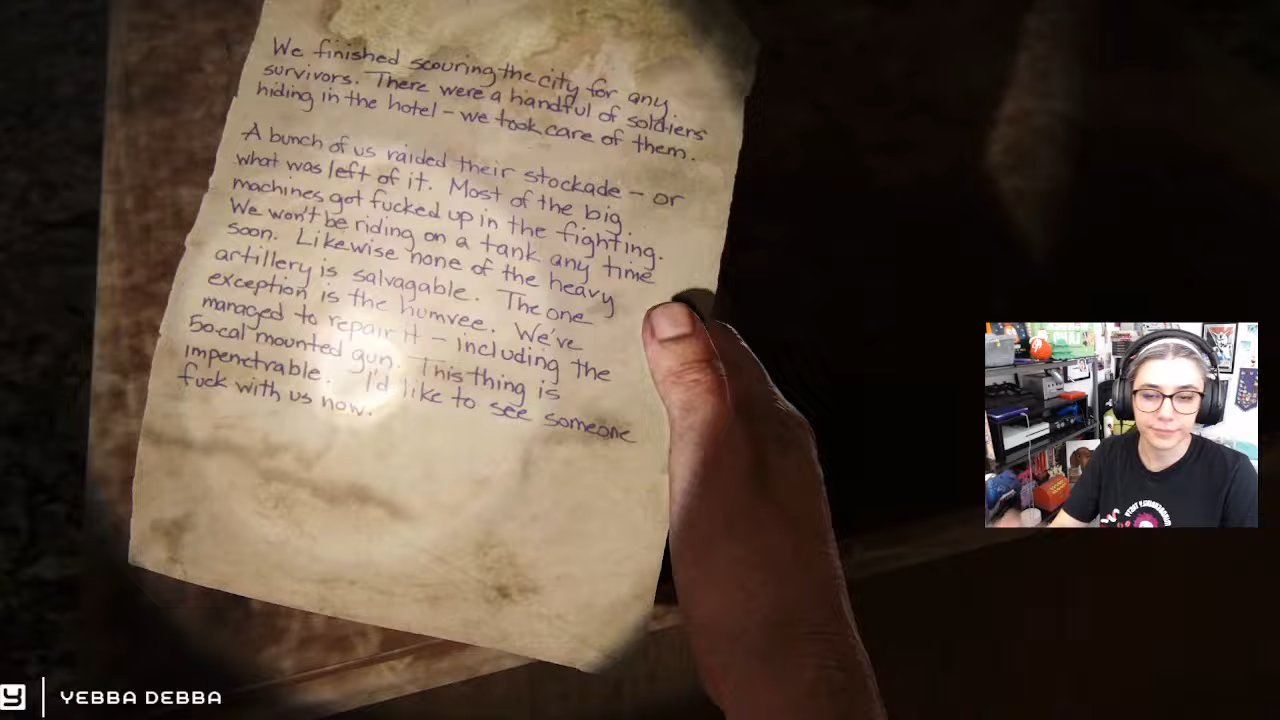 We finished scouring the city for any
survivors. There were a handful of soldiers
hiding in the hotel - we took care of them.
A bunch of us raided their stockade - or
what was left of it. Most of the big
machines got fucked up in the fighting.
We won't be riding on a tank any time
soon. Likewise none of the heavy
artillery is salvagable. The one
exception is the humvee. We've
managed to repair it - including the
50cal mounted gun. This thing is
impenetrable. I'd like to see someone
fuck with us now.
YEBBA DEBBA